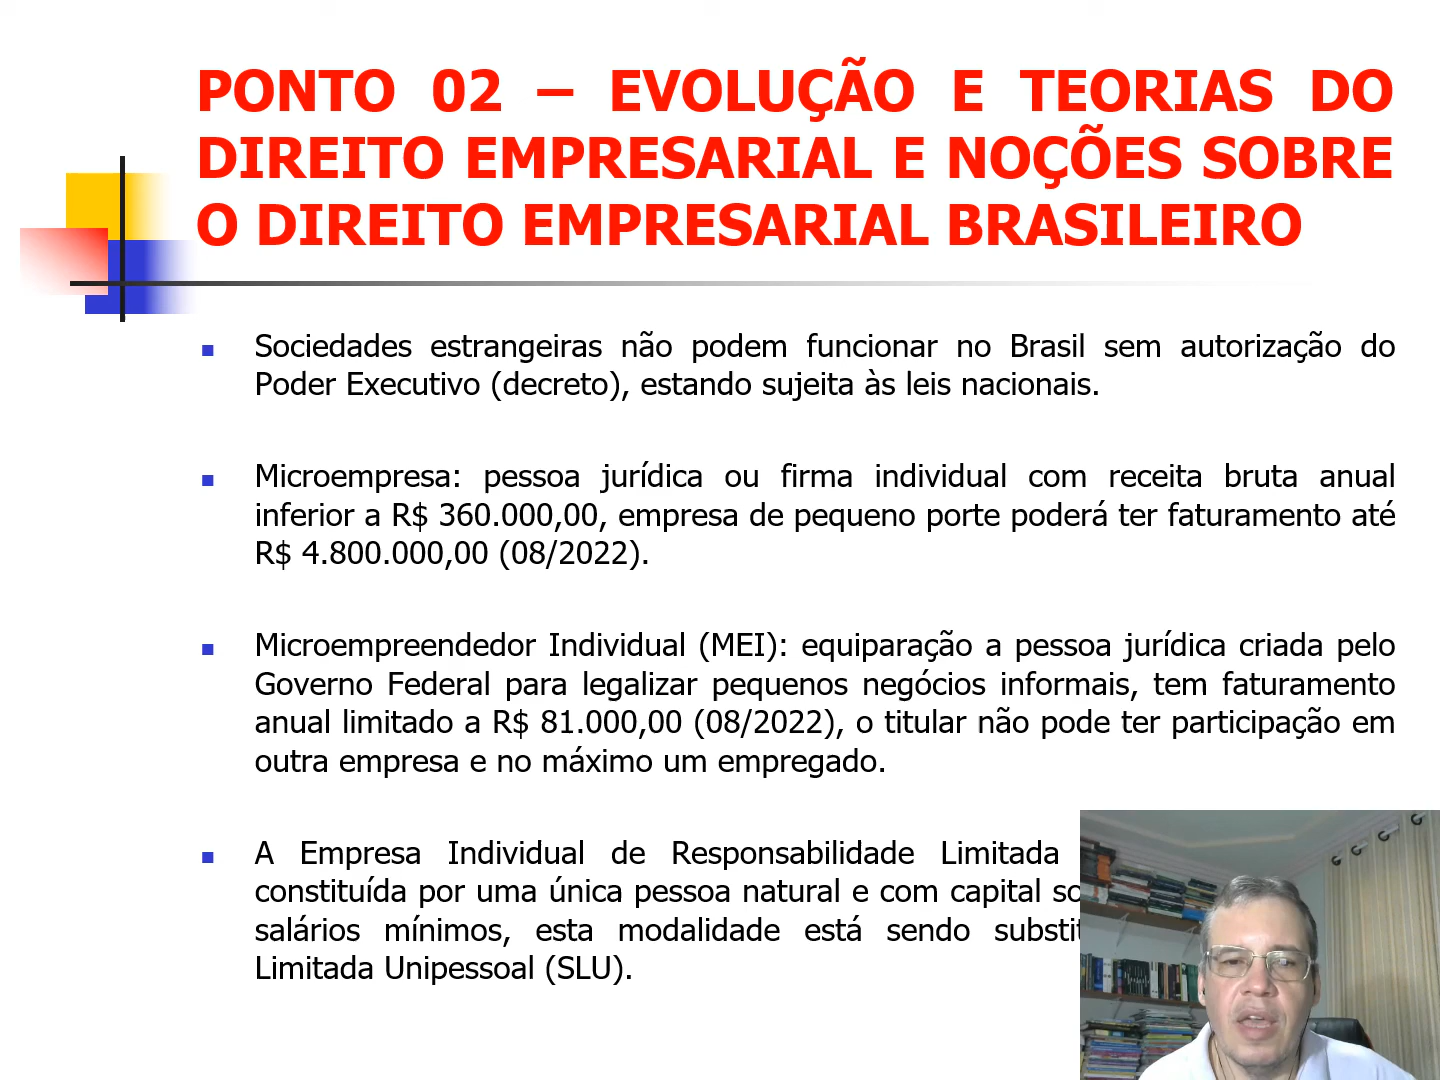 PONTO 02 – EVOLUÇÃO E TEORIAS DO
DIREITO EMPRESARIAL E NOÇÕES SOBRE
O DIREITO EMPRESARIAL BRASILEIRO
Sociedades estrangeiras não podem funcionar no Brasil sem autorização do
Poder Executivo (decreto), estando sujeita às leis nacionais.
Microempresa: pessoa jurídica ou firma individual com receita bruta anual
inferior a R$ 360.000,00, empresa de pequeno porte poderá ter faturamento até
R$ 4.800.000,00 (08/2022).
Microempreendedor Individual (MEI): equiparação a pessoa jurídica criada pelo
Governo Federal para legalizar pequenos negócios informais, tem faturamento
anual limitado a R$ 81.000,00 (08/2022), o titular não pode ter participação em
outra empresa e no máximo um empregado.
A Empresa Individual de Responsabilidade Limitada
constituída por uma única pessoa natural e com capital
salários mínimos, esta modalidade está sendo
Limitada Unipessoal (SLU).